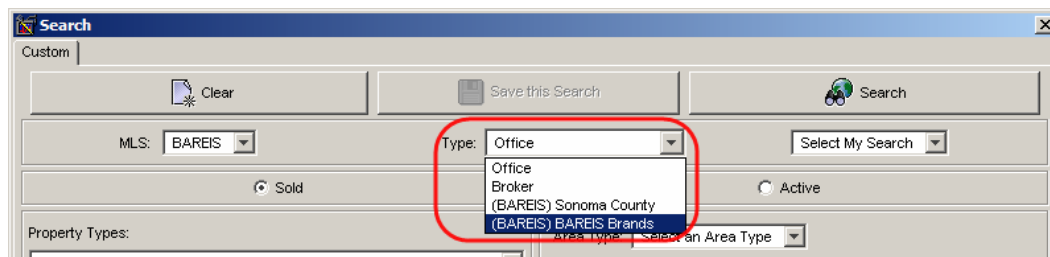 Search
Custom
Clear Save this Search Search
MLS: BAREIS Type: Office Select My Search
Office
Broker
(BAREIS) Sonoma County
(BAREIS) BAREIS Brands
Sold Active
Property Types: Area Type: Select an Area Type